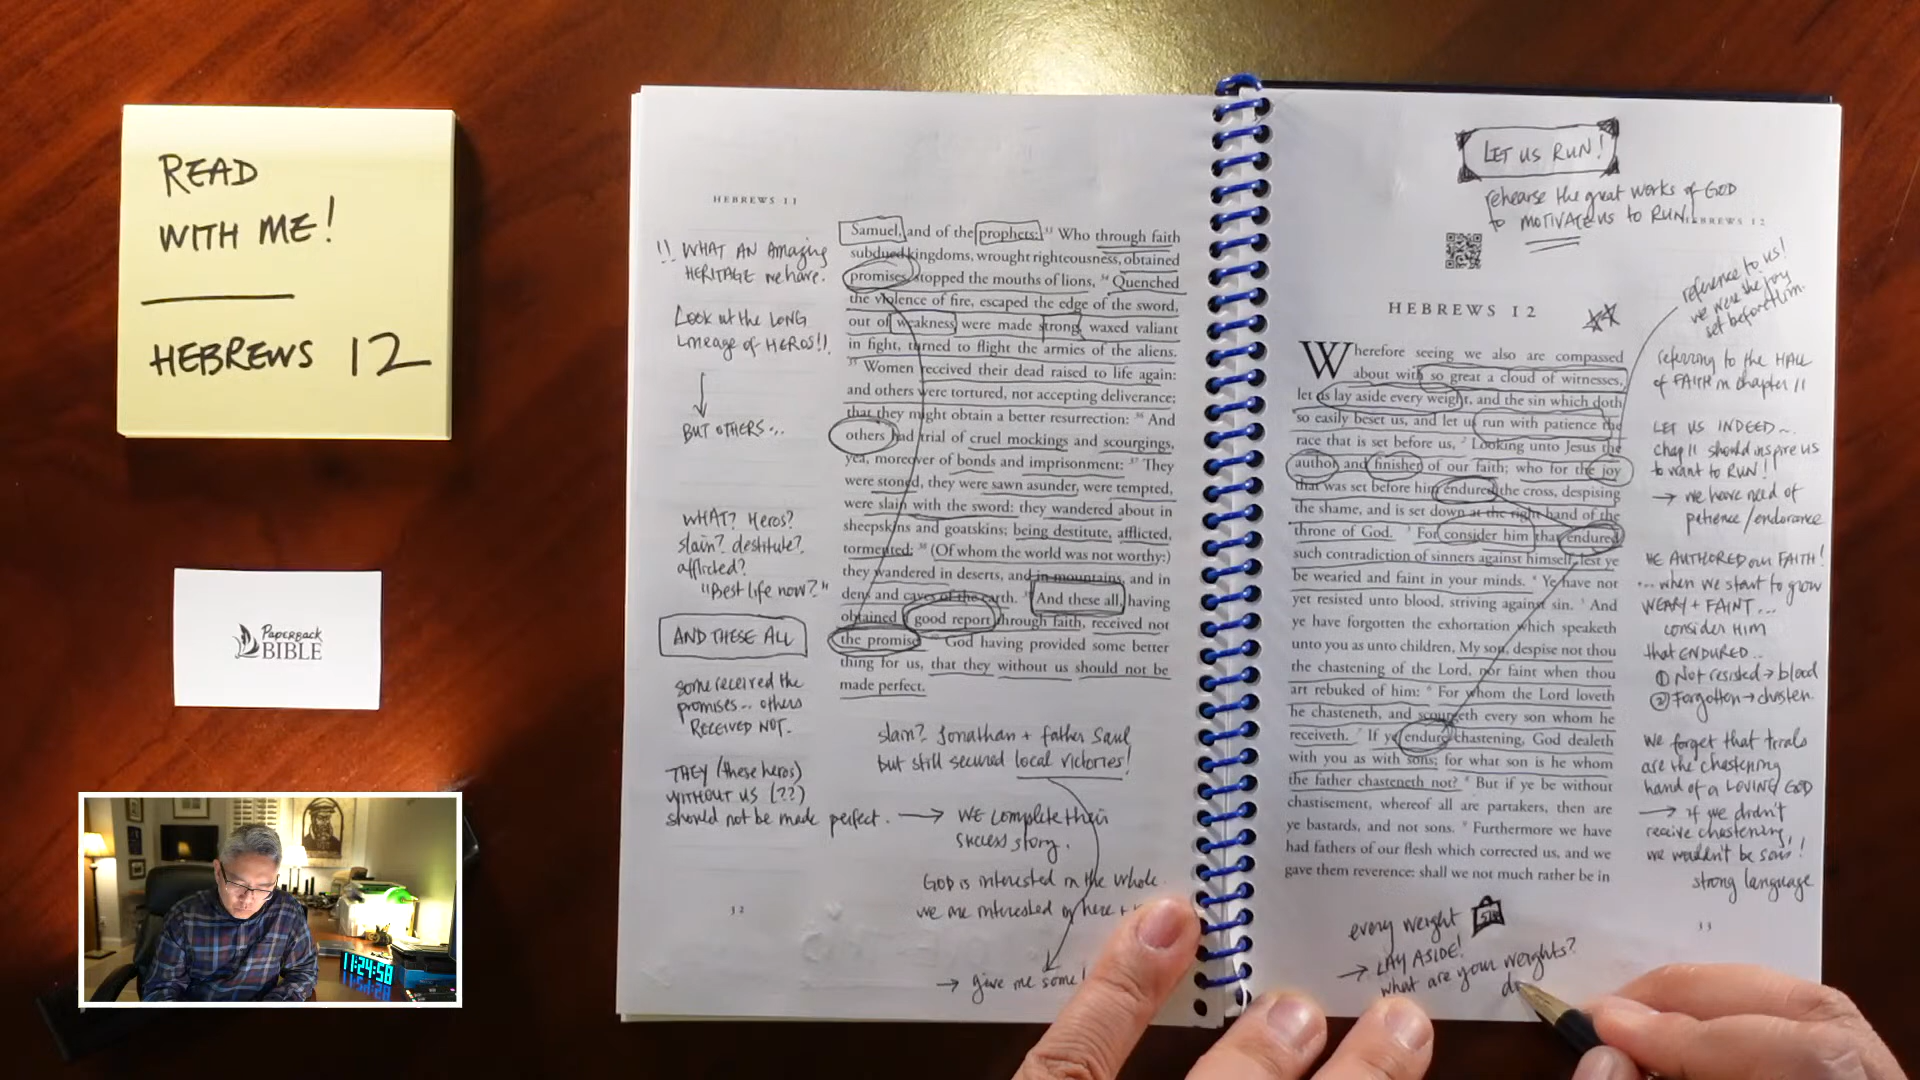 READ
WITH ME!
HEBREWS 12
Paperback
BIBLE
11:24:58
HEBREWS 11
!! WHAT AN Amazing
HERITAGE we have.
Look at the LONG
Lineage of HEROS!!
BUT OTHERS...
WHAT? Heros?
slain? destitute?
afflicted?
"Best life now?"
AND THESE ALL
some received the
promises.. others
RECEIVED NOT.
THEY (these heros)
WITHOUT US (??)
should not be made perfect. → WE complete their
success story.
Samuel, and of the prophets: 33 Who through faith
subdued kingdoms, wrought righteousness, obtained
promises, stopped the mouths of lions, 34 Quenched
the violence of fire, escaped the edge of the sword,
out of weakness were made strong, waxed valiant
in fight, turned to flight the armies of the aliens.
35 Women received their dead raised to life again:
and others were tortured, not accepting deliverance;
that they might obtain a better resurrection: 36 And
others had trial of cruel mockings and scourgings,
yea, moreover of bonds and imprisonment: 37 They
were stoned, they were sawn asunder, were tempted,
were slain with the sword: they wandered about in
sheepskins and goatskins; being destitute, afflicted,
tormented; 38 (Of whom the world was not worthy:)
they wandered in deserts, and in mountains, and in
dens and caves of the earth. 39 And these all, having
obtained a good report through faith, received not
the promise: 40 God having provided some better
thing for us, that they without us should not be
made perfect.
slain? Jonathan + father Saul
but still secured local victories!
GOD is interested in the whole.
we are interested in here +
→ give me some!
32
LET US RUN!
rehearse the great works of GOD
to MOTIVATE us to RUN.
HEBREWS 12
HEBREWS 12
Wherefore seeing we also are compassed
about with so great a cloud of witnesses,
let us lay aside every weight, and the sin which doth
so easily beset us, and let us run with patience the
race that is set before us, 2 Looking unto Jesus the
author and finisher of our faith; who for the joy
that was set before him endured the cross, despising
the shame, and is set down at the right hand of the
throne of God. 3 For consider him that endured
such contradiction of sinners against himself, lest ye
be wearied and faint in your minds. 4 Ye have not
yet resisted unto blood, striving against sin. 5 And
ye have forgotten the exhortation which speaketh
unto you as unto children, My son, despise not thou
the chastening of the Lord, nor faint when thou
art rebuked of him: 6 For whom the Lord loveth
he chasteneth, and scourgeth every son whom he
receiveth. 7 If ye endure chastening, God dealeth
with you as with sons; for what son is he whom
the father chasteneth not? 8 But if ye be without
chastisement, whereof all are partakers, then are
ye bastards, and not sons. 9 Furthermore we have
had fathers of our flesh which corrected us, and we
gave them reverence: shall we not much rather be in
reference to us!
we were the joy
set before Him.
referring to the HALL
of FAITH in chapter 11
LET US INDEED~
chap 11 should inspire us
to want to RUN!!
→ we have need of
patience/endurance
HE AUTHORED our FAITH!
... when we start to grow
WEARY + FAINT...
consider HIM
that ENDURED..
① Not resisted → blood
② Forgotten → chasten.
We forget that trials
are the chastening
hand of a LOVING GOD
→ if we didn't
receive chastening,
we wouldn't be sons!
strong language
every weight SIN
→ LAY ASIDE!
what are your weights?
33